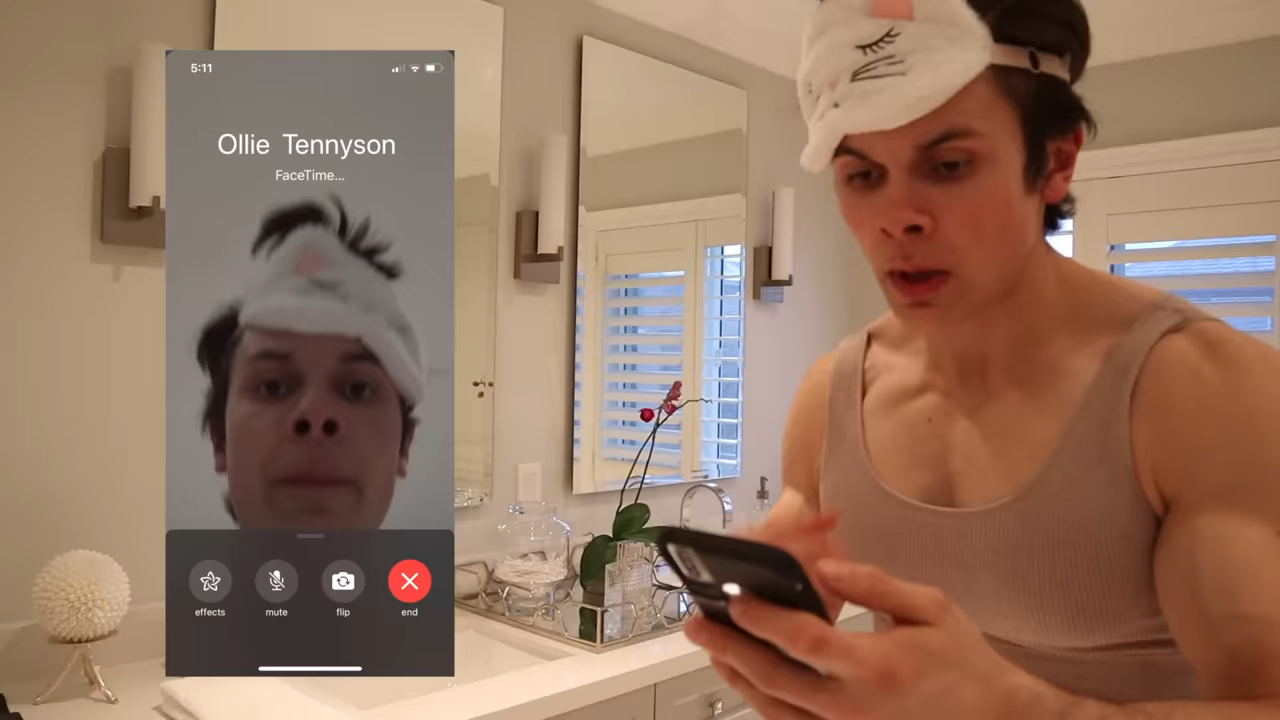 5:11
Ollie Tennyson
FaceTime...
effects
mute
flip
end